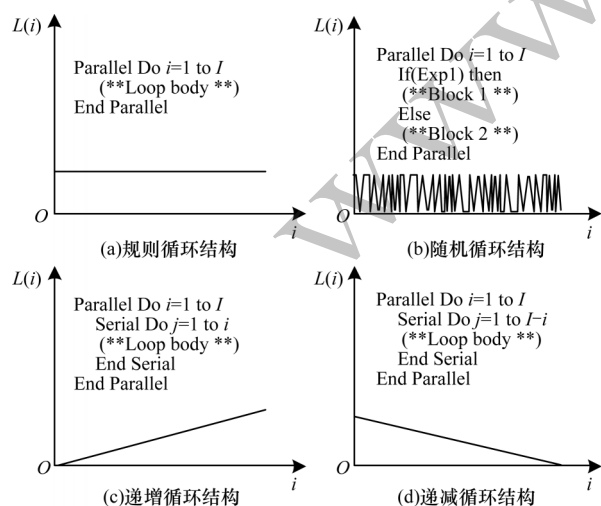 L(i)
Parallel Do i=1 to I
(**Loop body **)
End Parallel
O
i
(a)规则循环结构
L(i)
Parallel Do i=1 to I
If(Exp1) then
(**Block 1 **)
Else
(**Block 2 **)
End Parallel
O
i
(b)随机循环结构
L(i)
Parallel Do i=1 to I
Serial Do j=1 to i
(**Loop body **)
End Serial
End Parallel
O
i
(c)递增循环结构
L(i)
Parallel Do i=1 to I
Serial Do j=1 to I−i
(**Loop body **)
End Serial
End Parallel
O
i
(d)递减循环结构